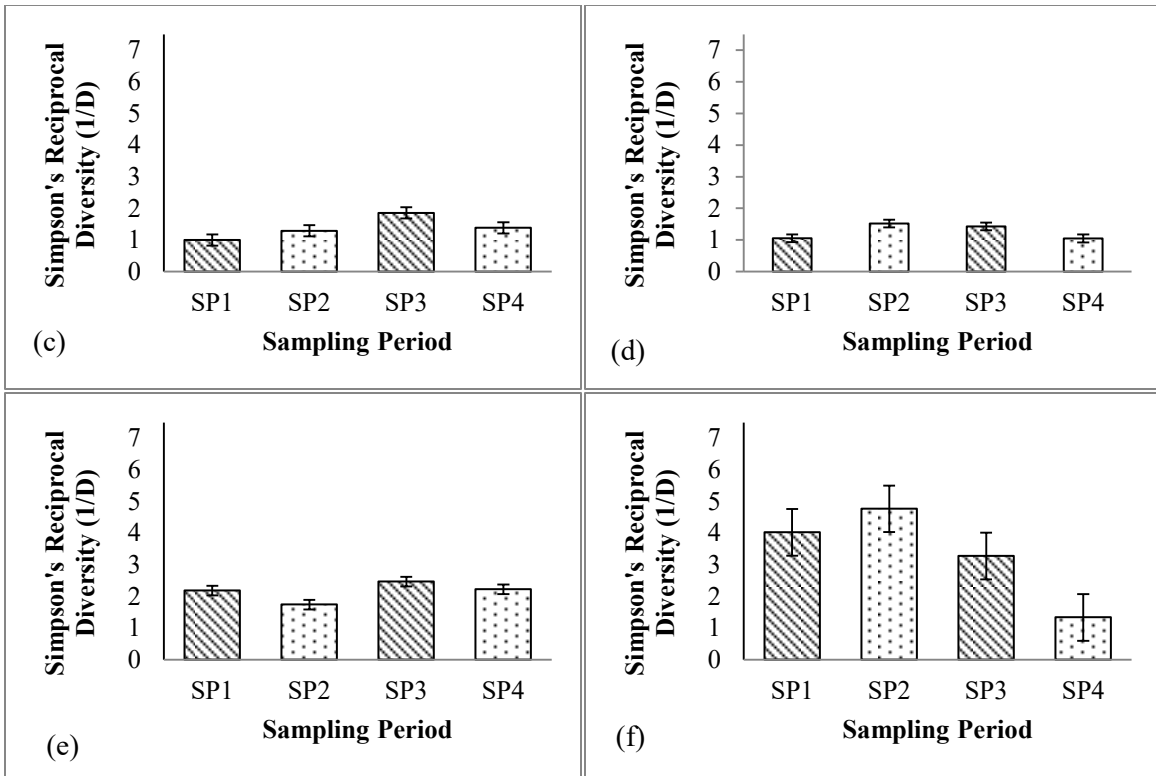 Simpson's Reciprocal
Diversity (1/D)
7
6
5
4
3
2
1
0
SP1 SP2 SP3 SP4
Sampling Period
(c)
Simpson's Reciprocal
Diversity (1/D)
7
6
5
4
3
2
1
0
SP1 SP2 SP3 SP4
Sampling Period
(d)
Simpson's Reciprocal
Diversity (1/D)
7
6
5
4
3
2
1
0
SP1 SP2 SP3 SP4
Sampling Period
(e)
Simpson's Reciprocal
Diversity (1/D)
7
6
5
4
3
2
1
0
SP1 SP2 SP3 SP4
Sampling Period
(f)